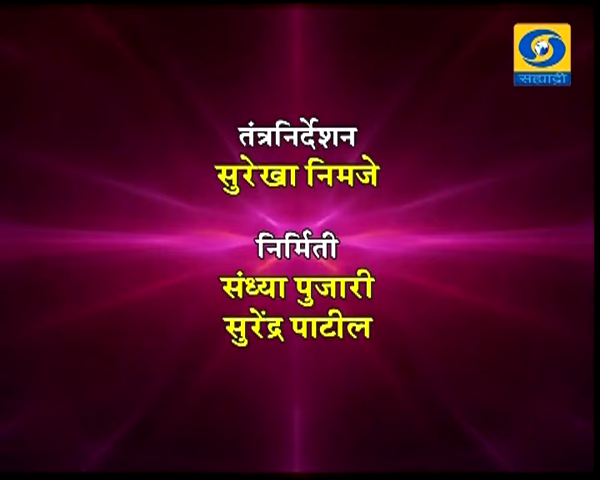 सह्याद्री
तंत्रनिर्देशन
सुरेखा निमजे
निर्मिती
संध्या पुजारी
सुरेंद्र पाटील